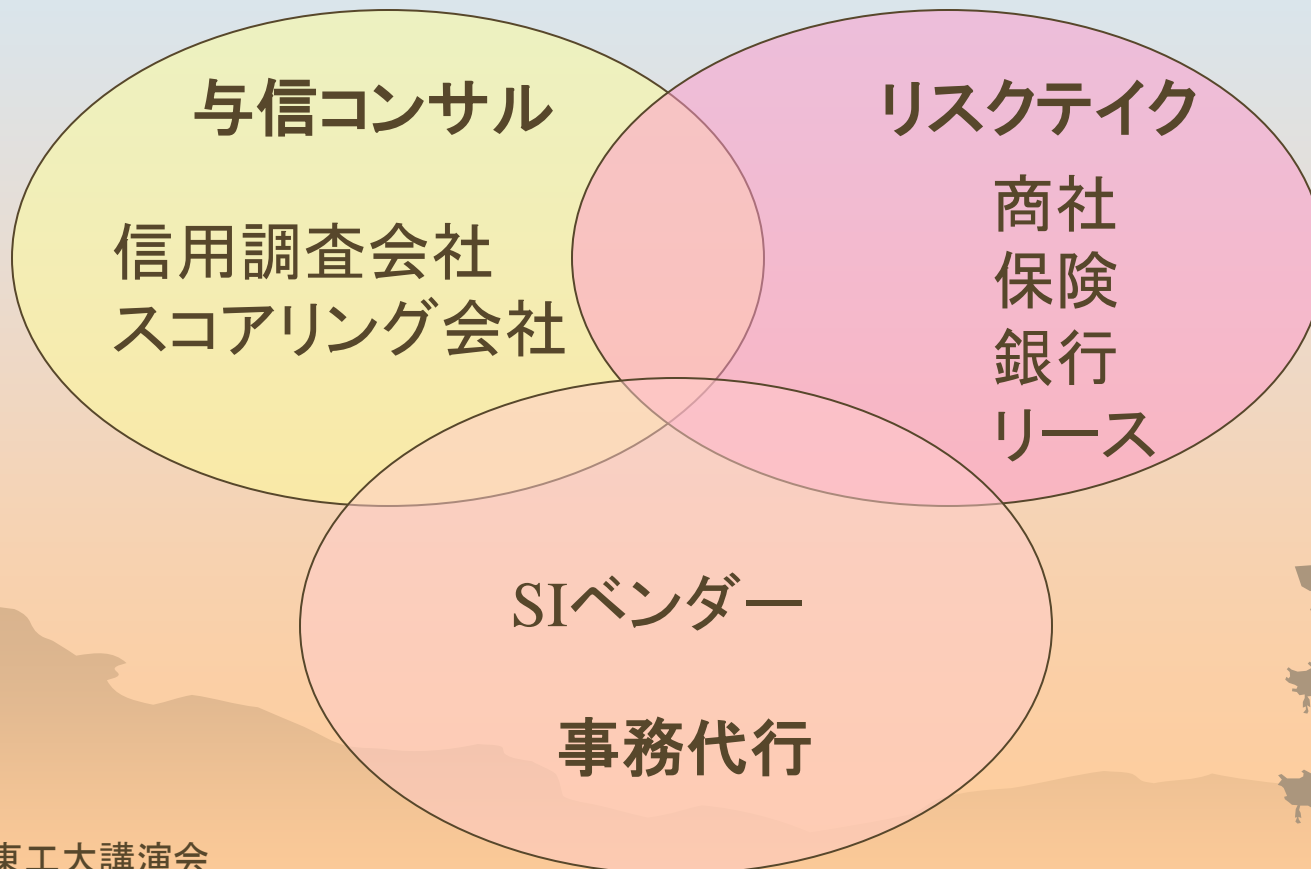 与信コンサル
信用調査会社
スコアリング会社
リスクテイク
商社
保険
銀行
リース
SIベンダー
事務代行
東工大講演会